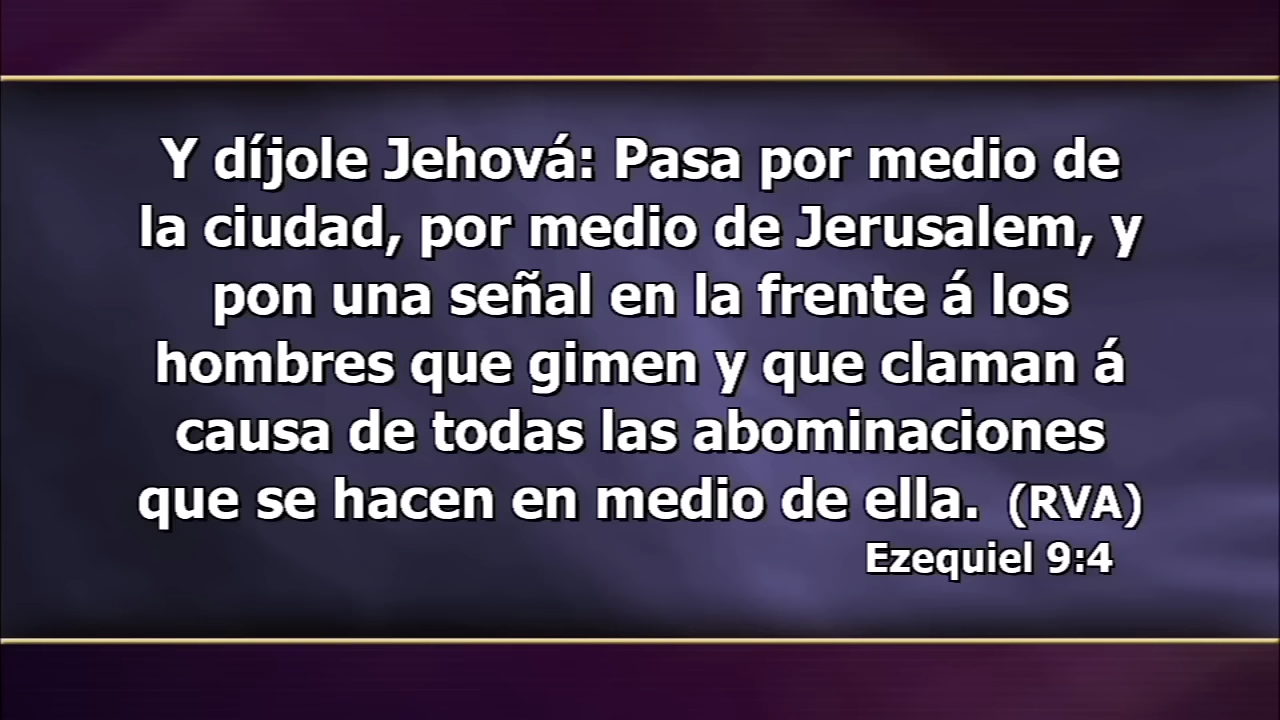 Y díjole Jehová: Pasa por medio de
la ciudad, por medio de Jerusalem, y
pon una señal en la frente á los
hombres que gimen y que claman á
causa de todas las abominaciones
que se hacen en medio de ella. (RVA)
Ezequiel 9:4